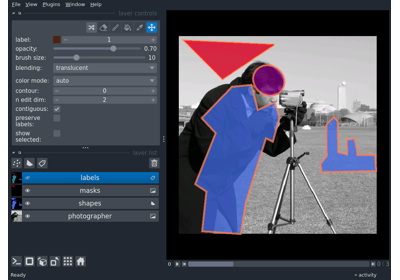 File View Plugins Window Help
layer controls
label: 1
opacity: 0.70
brush size: 10
blending: translucent
color mode: auto
contour: 0
n edit dim: 2
contiguous:
preserve
labels:
show
selected:
layer list
labels
masks
shapes
photographer
0
Ready
activity